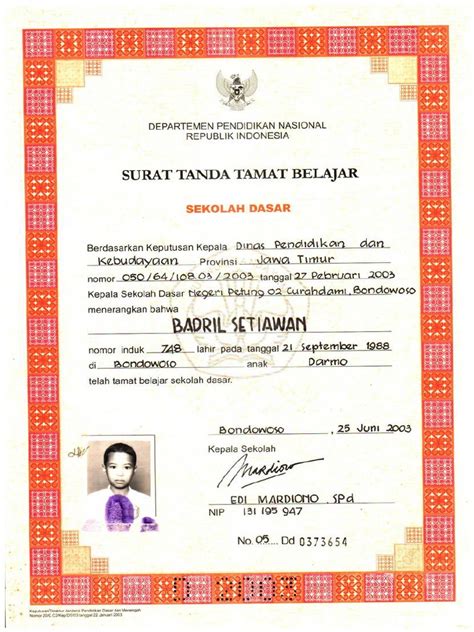 DEPARTEMEN PENDIDIKAN NASIONAL
REPUBLIK INDONESIA
SURAT TANDA TAMAT BELAJAR
SEKOLAH DASAR
Berdasarkan Keputusan Kepala Dinas Pendidikan dan
Kebudayaan Provinsi Jawa Timur
nomor 050/64/108.03/2003 tanggal 27 Pebruari 2003
Kepala Sekolah Dasar Negeri Petung 02 Curahdami, Bondowoso
menerangkan bahwa
BADRIL SETIAWAN
nomor induk 748 lahir pada tanggal 21 September 1988
di Bondowoso anak Darmo
telah tamat belajar sekolah dasar.
Bondowoso, 25 Juni 2003
Kepala Sekolah
Mardiono
EDI MARDIONO, SPd
NIP 131 195 947
No. 05 Dd 0373654
2003